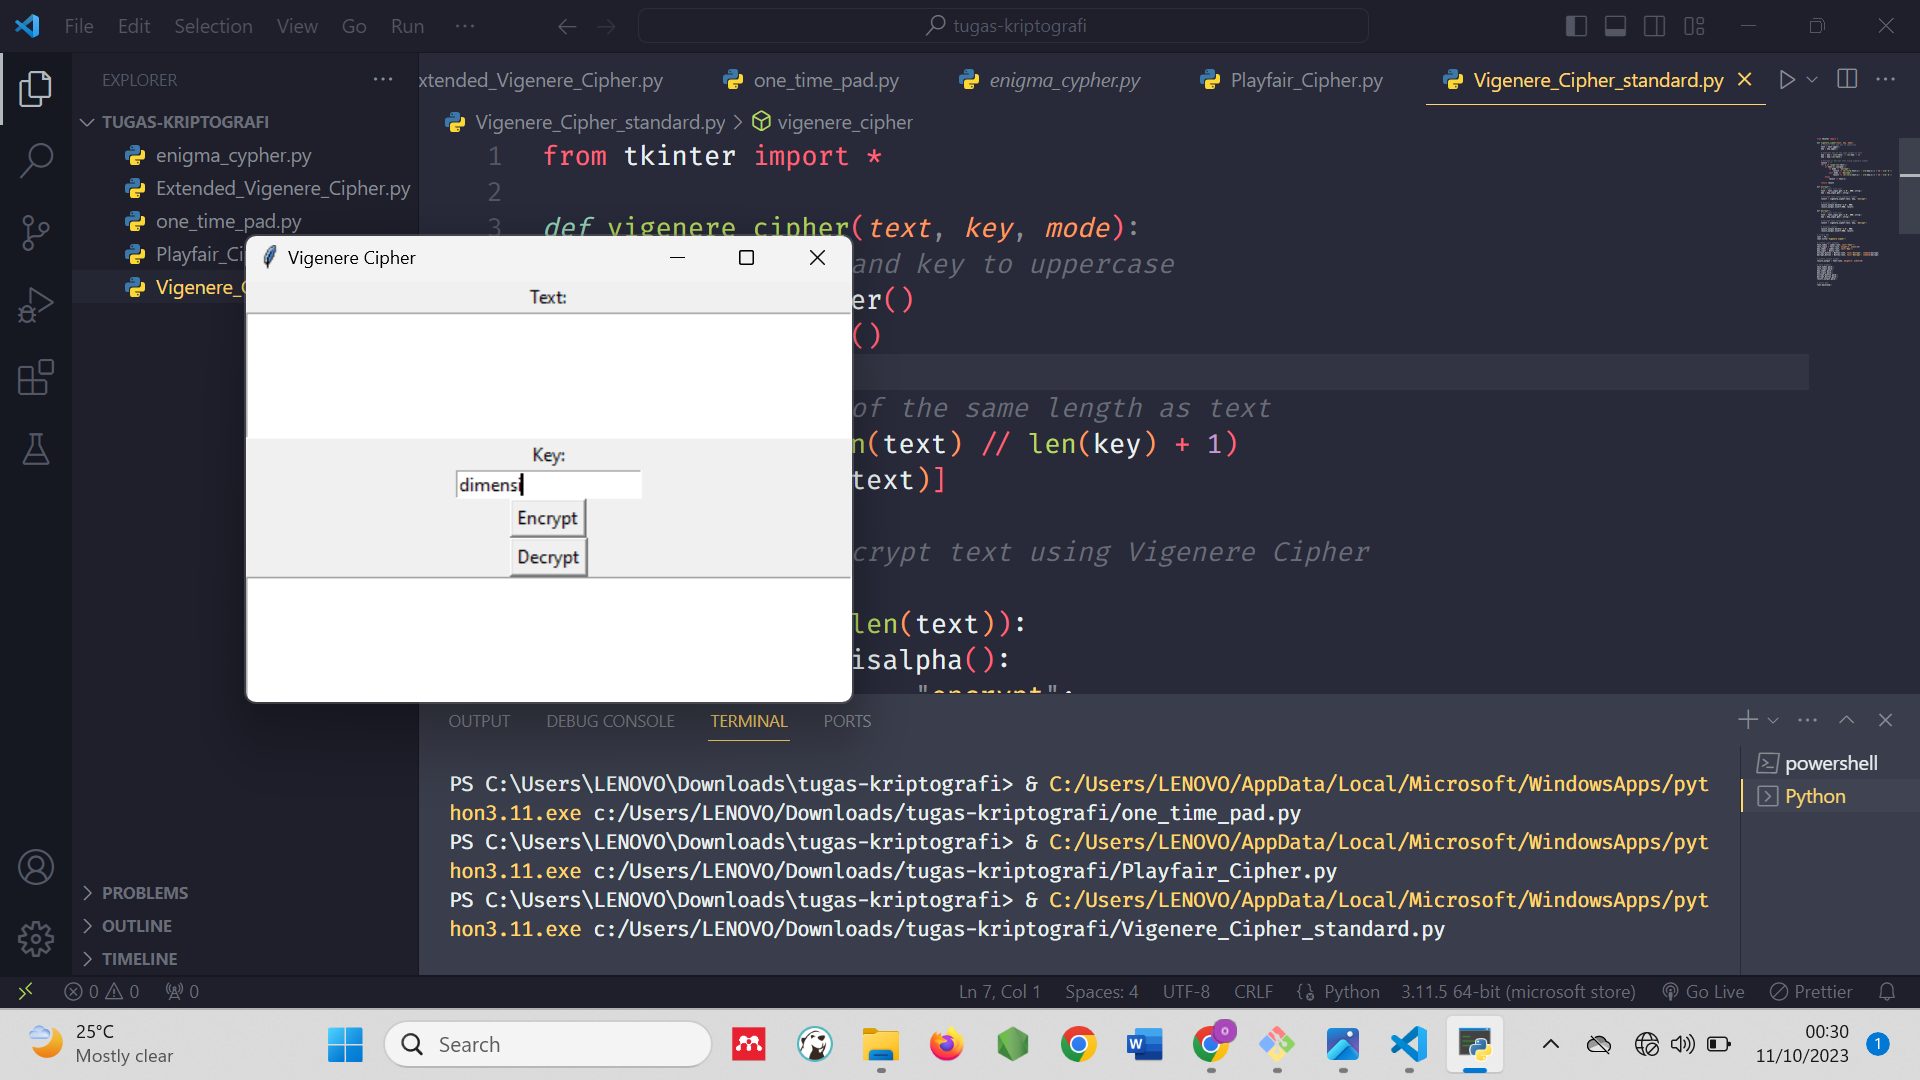 File Edit Selection View Go Run ···
tugas-kriptografi
EXPLORER ···
TUGAS-KRIPTOGRAFI
enigma_cypher.py
Extended_Vigenere_Cipher.py
one_time_pad.py
Playfair_Ci
Vigenere_C
PROBLEMS
OUTLINE
TIMELINE
xtended_Vigenere_Cipher.py one_time_pad.py enigma_cypher.py Playfair_Cipher.py Vigenere_Cipher_standard.py
Vigenere_Cipher_standard.py > vigenere_cipher
1 from tkinter import *
2
3 def vigenere_cipher(text, key, mode):
and key to uppercase
er()
()
of the same length as text
n(text) // len(key) + 1)
text)]
crypt text using Vigenere Cipher
len(text)):
isalpha():
"encrypt":
Vigenere Cipher
Text:
Key:
dimensi
Encrypt
Decrypt
OUTPUT DEBUG CONSOLE TERMINAL PORTS
PS C:\Users\LENOVO\Downloads\tugas-kriptografi> & C:/Users/LENOVO/AppData/Local/Microsoft/WindowsApps/pyt
hon3.11.exe c:/Users/LENOVO/Downloads/tugas-kriptografi/one_time_pad.py
PS C:\Users\LENOVO\Downloads\tugas-kriptografi> & C:/Users/LENOVO/AppData/Local/Microsoft/WindowsApps/pyt
hon3.11.exe c:/Users/LENOVO/Downloads/tugas-kriptografi/Playfair_Cipher.py
PS C:\Users\LENOVO\Downloads\tugas-kriptografi> & C:/Users/LENOVO/AppData/Local/Microsoft/WindowsApps/pyt
hon3.11.exe c:/Users/LENOVO/Downloads/tugas-kriptografi/Vigenere_Cipher_standard.py
powershell
Python
0 0 0
Ln 7, Col 1 Spaces: 4 UTF-8 CRLF Python 3.11.5 64-bit (microsoft store) Go Live Prettier
25°C
Mostly clear
Search
00:30
11/10/2023
1